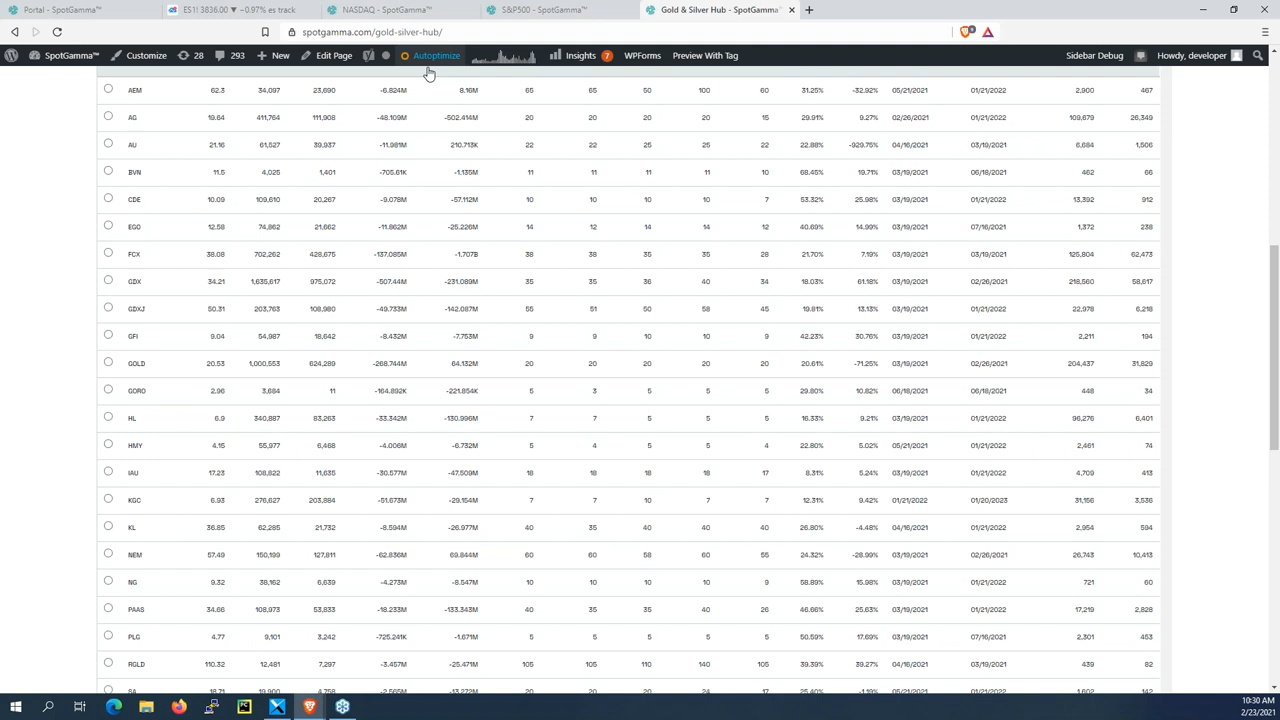 Portal - SpotGamma™ ES1! 3836.00 ▼ −0.97% es track NASDAQ - SpotGamma™ S&P500 - SpotGamma™ Gold & Silver Hub - SpotGamma™
spotgamma.com/gold-silver-hub/
SpotGamma™ Customize 28 293 New Edit Page Autoptimize Insights 7 WPForms Preview With Tag Sidebar Debug Howdy, developer
AEM 62.3 34,097 23,690 -6.824M 8.16M 65 65 50 100 60 31.25% -32.92% 05/21/2021 01/21/2022 2,900 467
AG 19.64 411,764 111,908 -48.109M -502.414M 20 20 20 20 15 29.91% 9.27% 02/26/2021 01/21/2022 109,679 26,349
AU 21.16 61,527 39,937 -11.981M 210.713K 22 22 25 25 22 22.88% -929.75% 04/16/2021 03/19/2021 6,684 1,506
BVN 11.5 4,025 1,401 -705.61K -1.135M 11 11 11 11 10 68.45% 19.71% 03/19/2021 06/18/2021 462 66
CDE 10.09 109,610 20,267 -9.078M -57.112M 10 10 10 10 7 53.32% 25.98% 03/19/2021 01/21/2022 13,392 912
EGO 12.58 74,862 21,662 -11.862M -25.226M 14 12 14 14 12 40.69% 14.99% 03/19/2021 07/16/2021 1,372 238
FCX 38.08 702,262 428,675 -137.085M -1.707B 38 38 35 35 28 21.70% 7.19% 03/19/2021 03/19/2021 125,804 62,473
GDX 34.21 1,635,617 975,072 -507.44M -231.089M 35 35 36 40 34 18.03% 61.18% 03/19/2021 02/26/2021 218,560 58,617
GDXJ 50.31 203,763 108,980 -49.733M -142.087M 55 51 50 58 45 19.81% 13.13% 03/19/2021 01/21/2022 22,978 6,218
GFI 9.04 54,987 18,642 -8.432M -7.753M 9 9 10 10 9 42.23% 30.76% 03/19/2021 01/21/2022 2,211 194
GOLD 20.53 1,000,553 624,289 -268.744M 64.132M 20 20 20 20 20 20.61% -71.25% 03/19/2021 02/26/2021 204,437 31,829
GORO 2.96 3,684 11 -164.892K -221.854K 5 3 5 5 5 29.80% 10.82% 06/18/2021 06/18/2021 448 34
HL 6.9 340,887 83,263 -33.342M -130.996M 7 7 5 5 5 16.33% 9.21% 03/19/2021 01/21/2022 96,276 6,401
HMY 4.15 55,977 6,468 -4.006M -6.732M 5 4 5 5 4 22.80% 5.02% 05/21/2021 01/21/2022 2,461 74
IAU 17.23 108,822 11,635 -30.577M -47.509M 18 18 18 18 17 8.31% 5.24% 03/19/2021 01/21/2022 4,709 413
KGC 6.93 276,627 203,884 -51.673M -29.154M 7 7 10 7 7 12.31% 9.42% 01/21/2022 01/20/2023 31,156 3,536
KL 36.85 62,285 21,732 -8.594M -26.977M 40 35 40 40 40 26.80% -4.48% 04/16/2021 01/21/2022 2,954 594
NEM 57.49 150,199 127,811 -62.836M 69.844M 60 60 58 60 55 24.32% -28.99% 03/19/2021 02/26/2021 26,743 10,413
NG 9.32 38,162 6,639 -4.273M -8.547M 10 10 10 10 9 58.89% 15.98% 03/19/2021 01/21/2022 721 60
PAAS 34.66 108,973 53,833 -18.233M -133.343M 40 35 35 40 26 46.66% 25.63% 03/19/2021 01/21/2022 17,219 2,828
PLG 4.77 9,101 3,242 -725.241K -1.671M 5 5 5 5 5 50.59% 17.69% 03/19/2021 07/16/2021 2,301 453
RGLD 110.32 12,481 7,297 -3.457M -25.471M 105 105 110 140 105 39.39% 39.27% 04/16/2021 03/19/2021 439 82
SA 18.71 19,900 4,758 -2.565M -13.272M 20 20 20 24 17 25.40% -1.19% 05/21/2021 01/21/2022 1,602 142
10:30 AM
2/23/2021